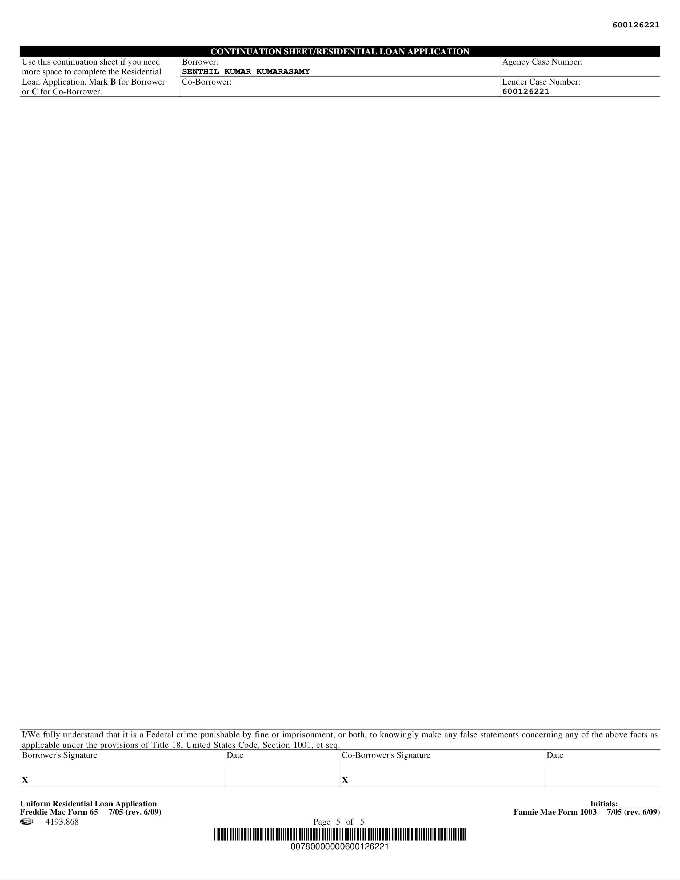 600126221
CONTINUATION SHEET/RESIDENTIAL LOAN APPLICATION
Use this continuation sheet if you need
more space to complete the Residential
Loan Application. Mark B for Borrower
or C for Co-Borrower.
Borrower:
SENTHIL KUMAR KUMARASAMY
Agency Case Number:
Co-Borrower:
Lender Case Number:
600126221
I/We fully understand that it is a Federal crime punishable by fine or imprisonment, or both, to knowingly make any false statements concerning any of the above facts as
applicable under the provisions of Title 18, United States Code, Section 1001, et seq.
Borrower's Signature
Date
Co-Borrower's Signature
Date
X
X
Uniform Residential Loan Application
Freddie Mac Form 65 7/05 (rev. 6/09)
4193.868
Page 5 of 5
Initials:
Fannie Mae Form 1003 7/05 (rev. 6/09)
00780000000600126221